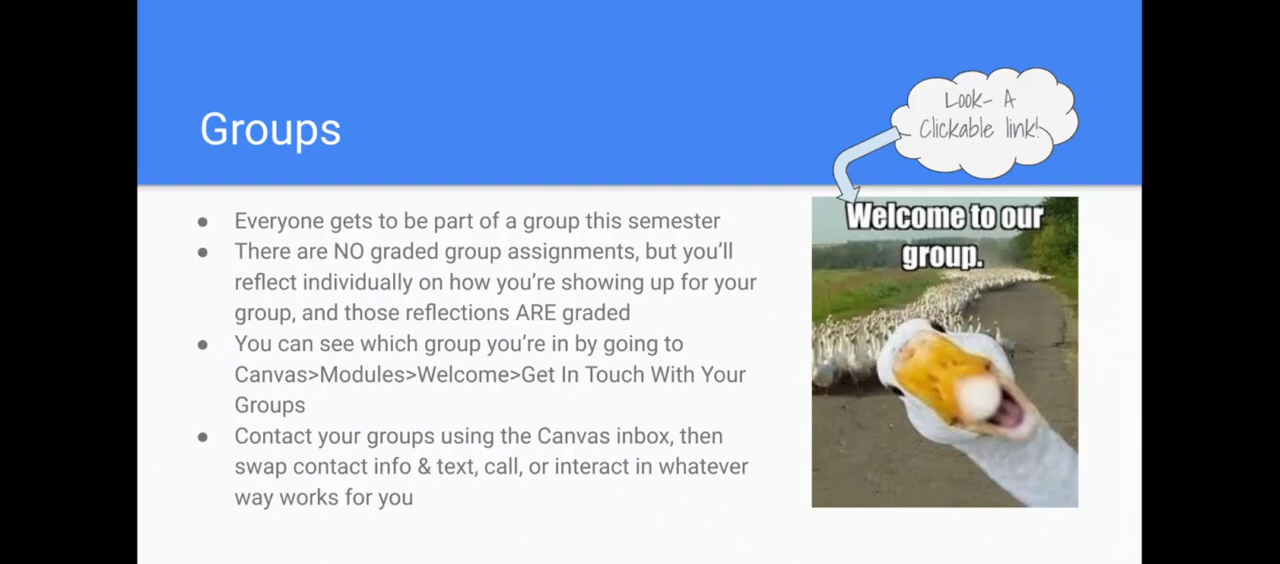 Groups
Look- A
Clickable link!
● Everyone gets to be part of a group this semester
● There are NO graded group assignments, but you'll
reflect individually on how you're showing up for your
group, and those reflections ARE graded
● You can see which group you're in by going to
Canvas>Modules>Welcome>Get In Touch With Your
Groups
● Contact your groups using the Canvas inbox, then
swap contact info & text, call, or interact in whatever
way works for you
Welcome to our
group.